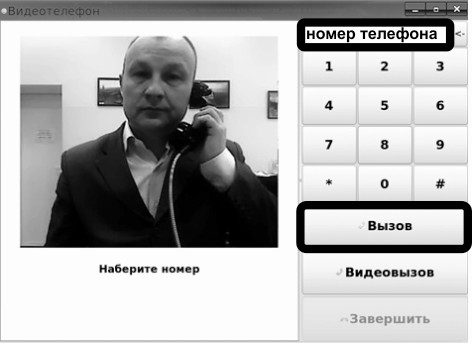 Видеотелефон
номер телефона <-
1 2 3
4 5 6
7 8 9
* 0 #
Вызов
Наберите номер
Видеовызов
Завершить